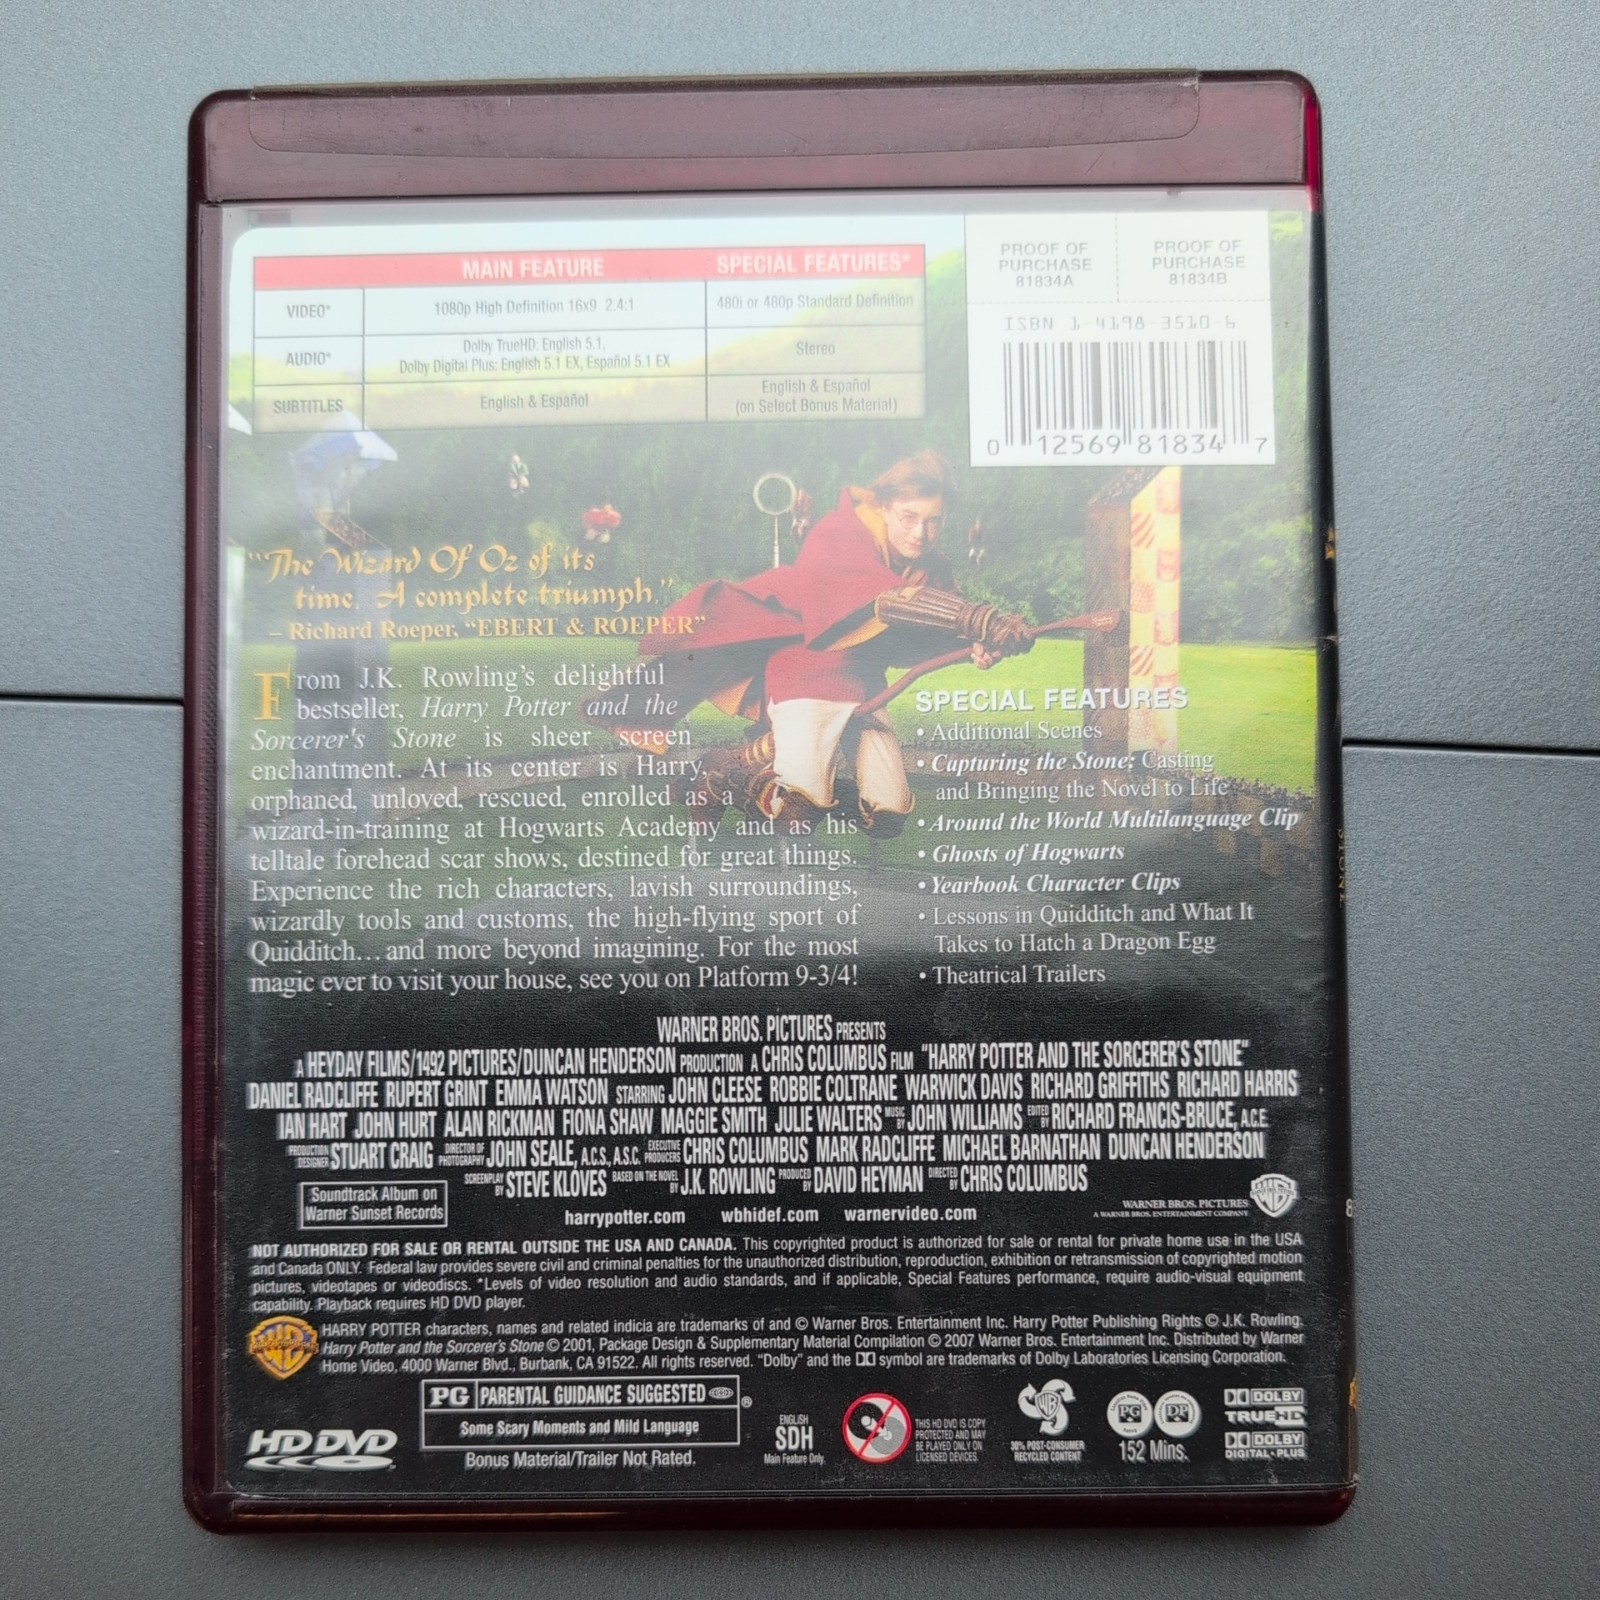 MAIN FEATURE SPECIAL FEATURES*
VIDEO* 1080p High Definition 16x9 2.4:1 480i or 480p Standard Definition
AUDIO* Dolby TrueHD: English 5.1, Stereo
Dolby Digital Plus: English 5.1 EX, Español 5.1 EX
SUBTITLES English & Español English & Español
(on Select Bonus Material)
PROOF OF PURCHASE 81834A
PROOF OF PURCHASE 81834B
ISBN 1-4198-3510-6
0 12569 81834 7
"The Wizard Of Oz of its
time. A complete triumph."
– Richard Roeper, "EBERT & ROEPER"
From J.K. Rowling's delightful
bestseller, Harry Potter and the
Sorcerer's Stone is sheer screen
enchantment. At its center is Harry,
orphaned, unloved, rescued, enrolled as a
wizard-in-training at Hogwarts Academy and as his
telltale forehead scar shows, destined for great things.
Experience the rich characters, lavish surroundings,
wizardly tools and customs, the high-flying sport of
Quidditch... and more beyond imagining. For the most
magic ever to visit your house, see you on Platform 9-3/4!
SPECIAL FEATURES
• Additional Scenes
• Capturing the Stone: Casting
and Bringing the Novel to Life
• Around the World Multilanguage Clip
• Ghosts of Hogwarts
• Yearbook Character Clips
• Lessons in Quidditch and What It
Takes to Hatch a Dragon Egg
• Theatrical Trailers
WARNER BROS. PICTURES PRESENTS
A HEYDAY FILMS/1492 PICTURES/DUNCAN HENDERSON PRODUCTION A CHRIS COLUMBUS FILM "HARRY POTTER AND THE SORCERER'S STONE"
DANIEL RADCLIFFE RUPERT GRINT EMMA WATSON STARRING JOHN CLEESE ROBBIE COLTRANE WARWICK DAVIS RICHARD GRIFFITHS RICHARD HARRIS
IAN HART JOHN HURT ALAN RICKMAN FIONA SHAW MAGGIE SMITH JULIE WALTERS MUSIC BY JOHN WILLIAMS EDITED BY RICHARD FRANCIS-BRUCE, A.C.E.
PRODUCTION DESIGNER STUART CRAIG DIRECTOR OF PHOTOGRAPHY JOHN SEALE, A.C.S., A.S.C. EXECUTIVE PRODUCERS CHRIS COLUMBUS MARK RADCLIFFE MICHAEL BARNATHAN DUNCAN HENDERSON
SCREENPLAY BY STEVE KLOVES BASED ON THE NOVEL BY J.K. ROWLING PRODUCED BY DAVID HEYMAN DIRECTED BY CHRIS COLUMBUS
Soundtrack Album on
Warner Sunset Records
harrypotter.com wbhidef.com warnervideo.com
WARNER BROS. PICTURES
A WARNER BROS. ENTERTAINMENT COMPANY
WB
NOT AUTHORIZED FOR SALE OR RENTAL OUTSIDE THE USA AND CANADA. This copyrighted product is authorized for sale or rental for private home use in the USA
and Canada ONLY. Federal law provides severe civil and criminal penalties for the unauthorized distribution, reproduction, exhibition or retransmission of copyrighted motion
pictures, videotapes or videodiscs. *Levels of video resolution and audio standards, and if applicable, Special Features performance, require audio-visual equipment
capability. Playback requires HD DVD player.
WB
HARRY POTTER characters, names and related indicia are trademarks of and © Warner Bros. Entertainment Inc. Harry Potter Publishing Rights © J.K. Rowling.
Harry Potter and the Sorcerer's Stone © 2001, Package Design & Supplementary Material Compilation © 2007 Warner Bros. Entertainment Inc. Distributed by Warner
Home Video, 4000 Warner Blvd., Burbank, CA 91522. All rights reserved. "Dolby" and the DD symbol are trademarks of Dolby Laboratories Licensing Corporation.
HD DVD
PG PARENTAL GUIDANCE SUGGESTED ®
Some Scary Moments and Mild Language
Bonus Material/Trailer Not Rated.
ENGLISH
SDH
Main Feature Only.
THIS HD DVD IS COPY
PROTECTED AND MAY
BE PLAYED ONLY ON
LICENSED DEVICES.
WB
30% POST-CONSUMER
RECYCLED CONTENT
PG DP
152 Mins.
DOLBY
TRUEHD
DOLBY
DIGITAL PLUS
STONE
8